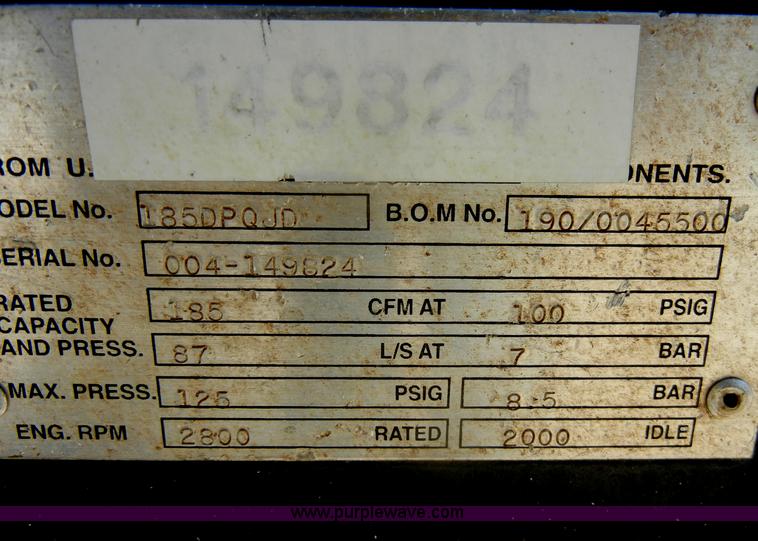 149824
ROM U. ONENTS.
ODEL No. 185DPQJD B.O.M No. 190/0045500
ERIAL No. 004-149824
RATED 185 CFM AT 100 PSIG
CAPACITY
AND PRESS. 87 L/S AT 7 BAR
MAX. PRESS. 125 PSIG 8.5 BAR
ENG. RPM 2800 RATED 2000 IDLE
www.purplewave.com